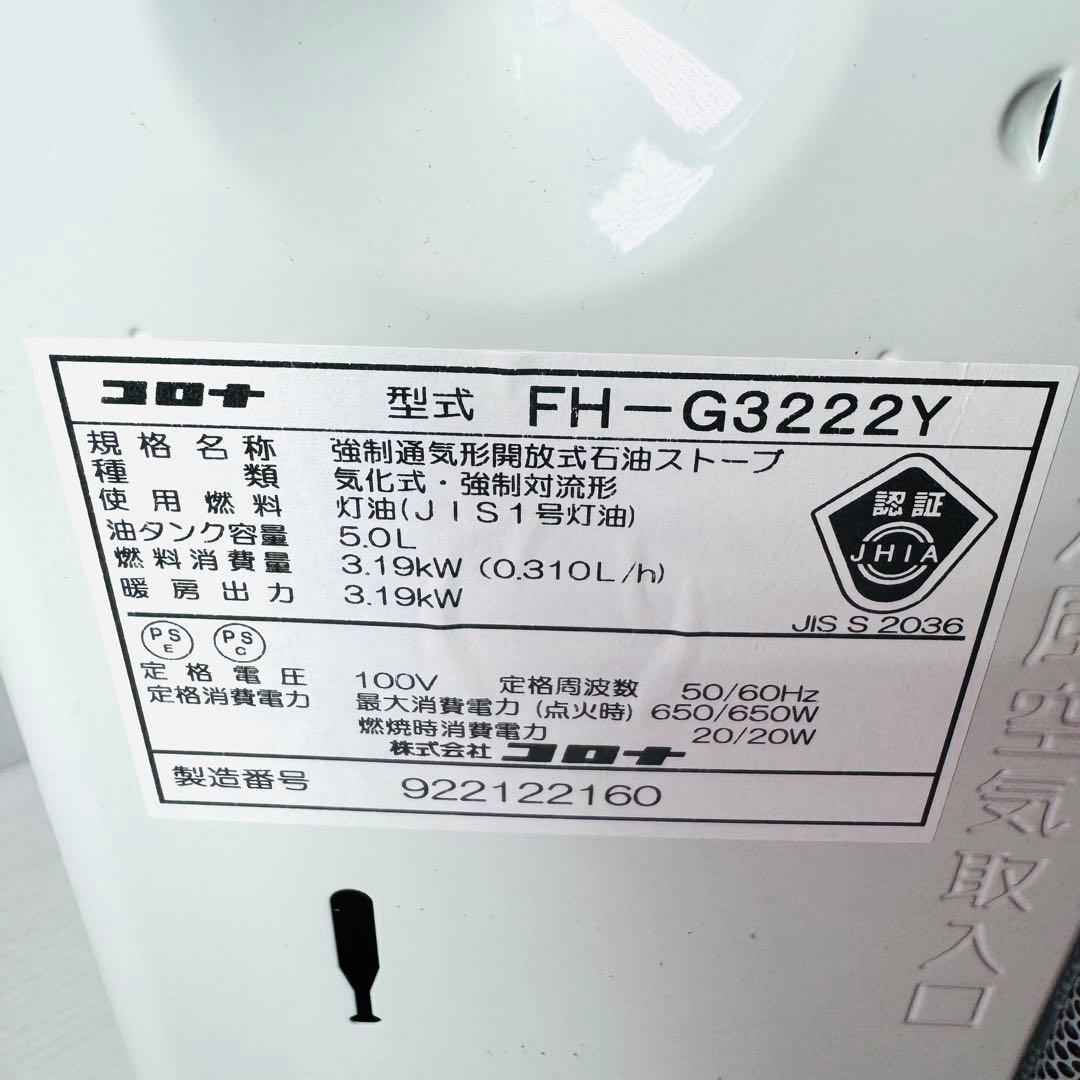 コロナ 型式 FH-G3222Y
規格名称 強制通気形開放式石油ストーブ
種類 気化式・強制対流形
使用燃料 灯油(JIS1号灯油)
油タンク容量 5.0L
燃料消費量 3.19kW (0.310L/h)
暖房出力 3.19kW
認証
JHIA
JIS S 2036
PS E PS C
定格電圧 100V 定格周波数 50/60Hz
定格消費電力 最大消費電力 (点火時) 650/650W
燃焼時消費電力 20/20W
株式会社 コロナ
製造番号 922122160
空気取入口